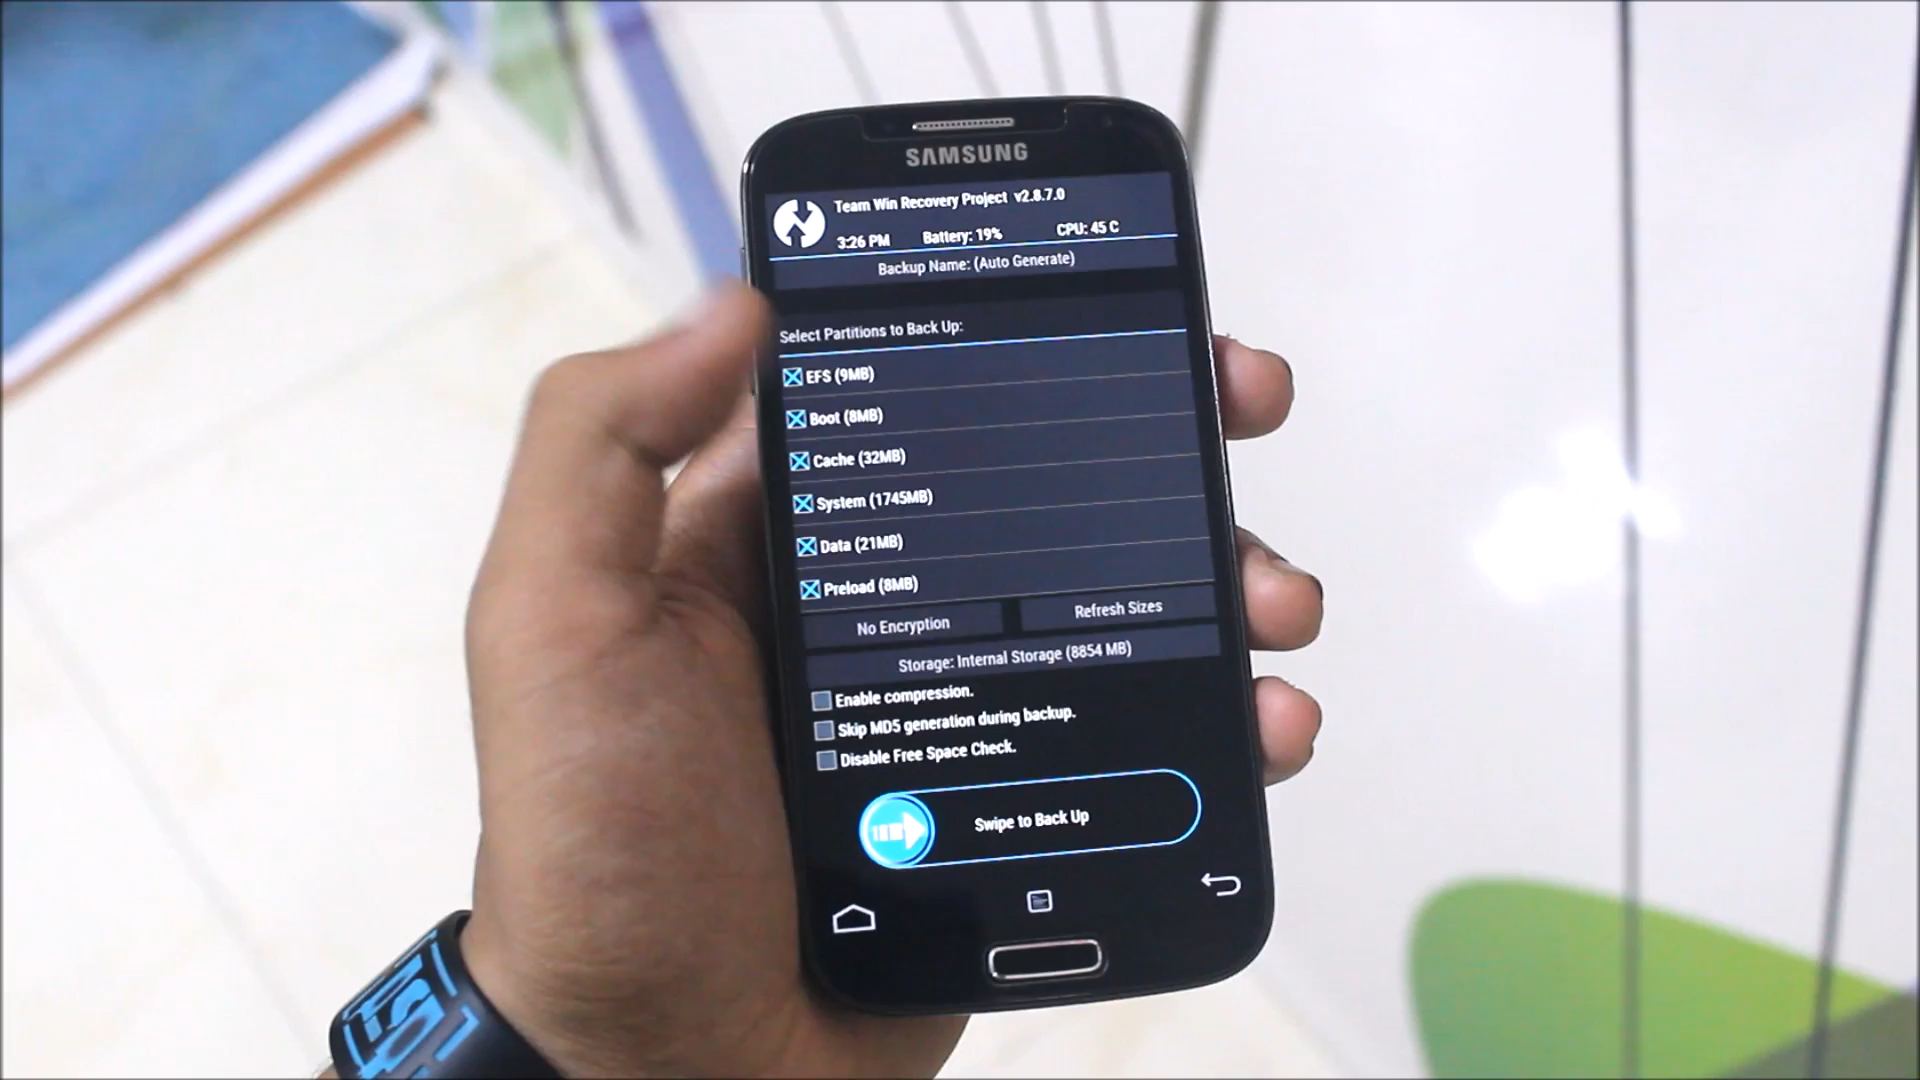 SAMSUNG
Team Win Recovery Project v2.8.7.0
3:26 PM Battery: 19% CPU: 45 C
Backup Name: (Auto Generate)
Select Partitions to Back Up:
EFS (9MB)
Boot (8MB)
Cache (32MB)
System (1745MB)
Data (21MB)
Preload (8MB)
No Encryption Refresh Sizes
Storage: Internal Storage (8854 MB)
Enable compression.
Skip MD5 generation during backup.
Disable Free Space Check.
Swipe to Back Up